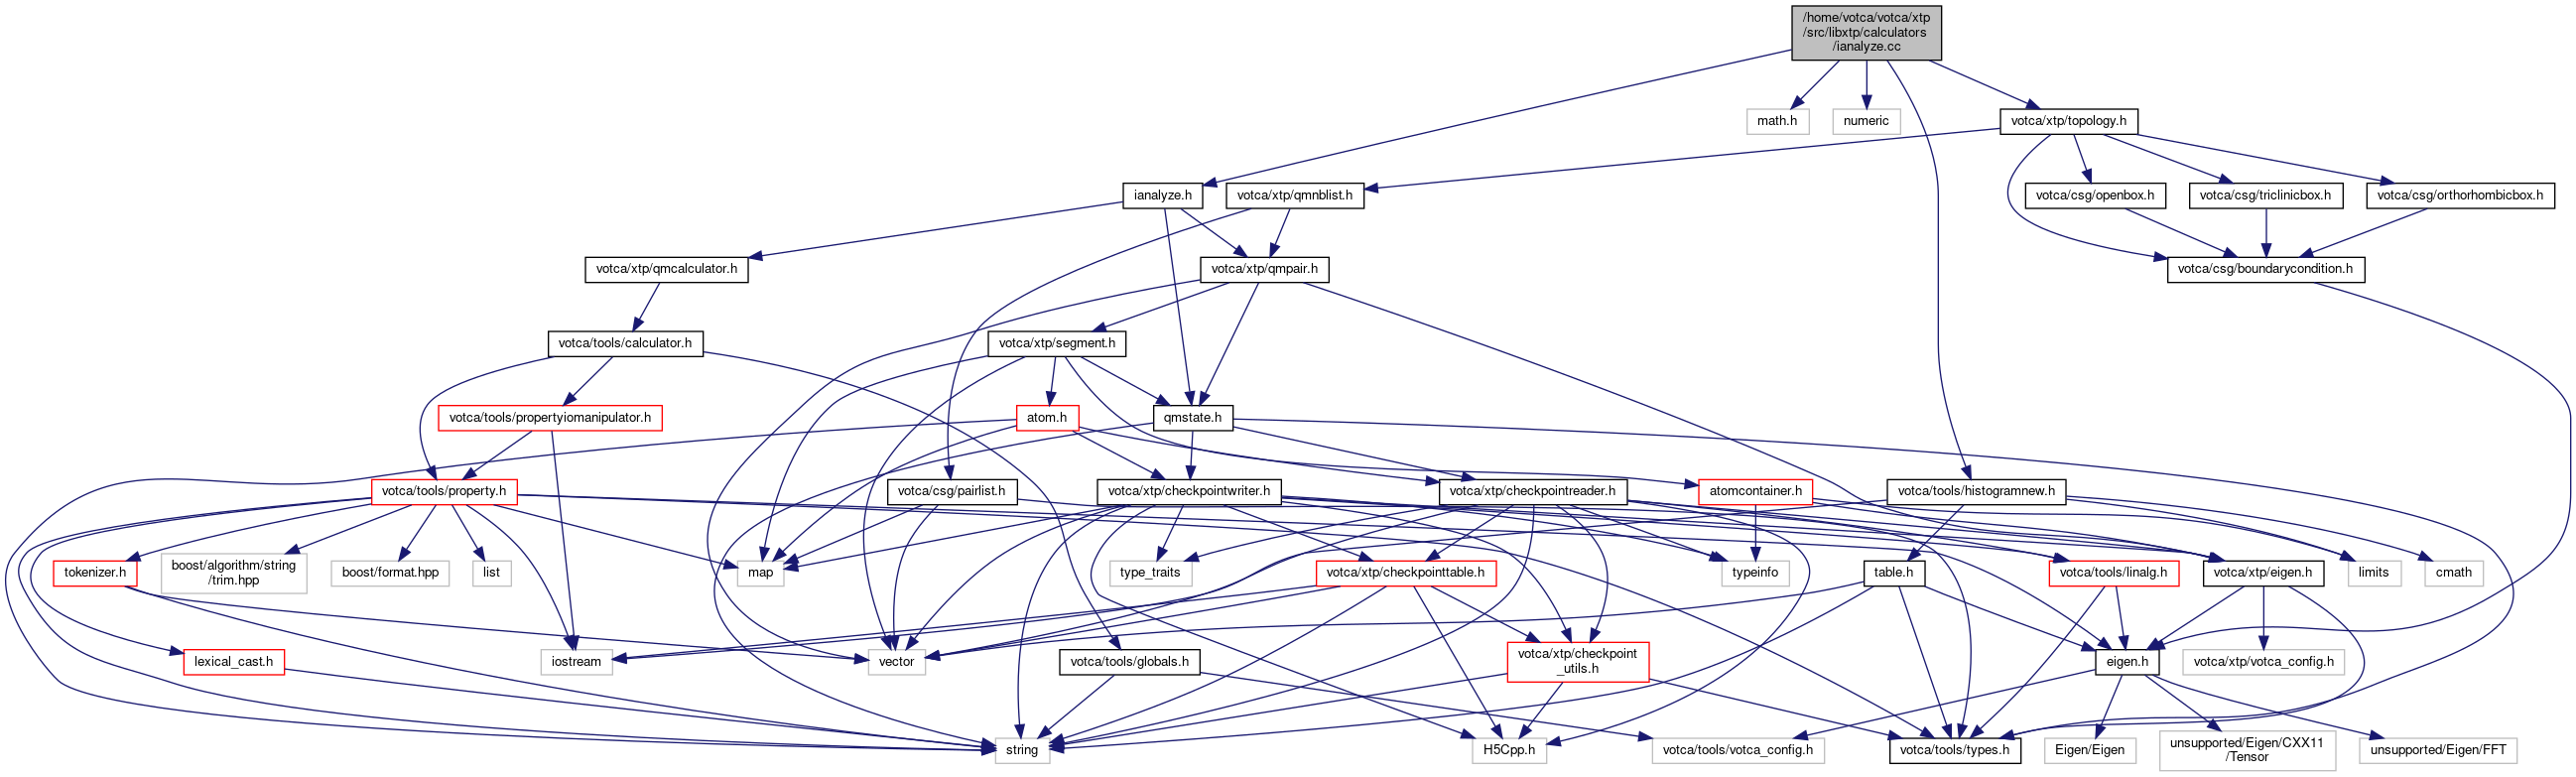 /home/votca/votca/xtp
/src/libxtp/calculators
/ianalyze.cc
math.h
numeric
votca/xtp/topology.h
ianalyze.h
votca/xtp/qmnblist.h
votca/csg/openbox.h
votca/csg/triclinicbox.h
votca/csg/orthorhombicbox.h
votca/xtp/qmcalculator.h
votca/xtp/qmpair.h
votca/csg/boundarycondition.h
votca/tools/calculator.h
votca/xtp/segment.h
votca/tools/propertyiomanipulator.h
atom.h
qmstate.h
votca/tools/property.h
votca/csg/pairlist.h
votca/xtp/checkpointwriter.h
votca/xtp/checkpointreader.h
atomcontainer.h
votca/tools/histogramnew.h
tokenizer.h
boost/algorithm/string
/trim.hpp
boost/format.hpp
list
map
type_traits
votca/xtp/checkpointtable.h
typeinfo
table.h
votca/tools/linalg.h
votca/xtp/eigen.h
limits
cmath
lexical_cast.h
iostream
vector
votca/tools/globals.h
votca/xtp/checkpoint
_utils.h
eigen.h
votca/xtp/votca_config.h
string
H5Cpp.h
votca/tools/votca_config.h
votca/tools/types.h
Eigen/Eigen
unsupported/Eigen/CXX11
/Tensor
unsupported/Eigen/FFT